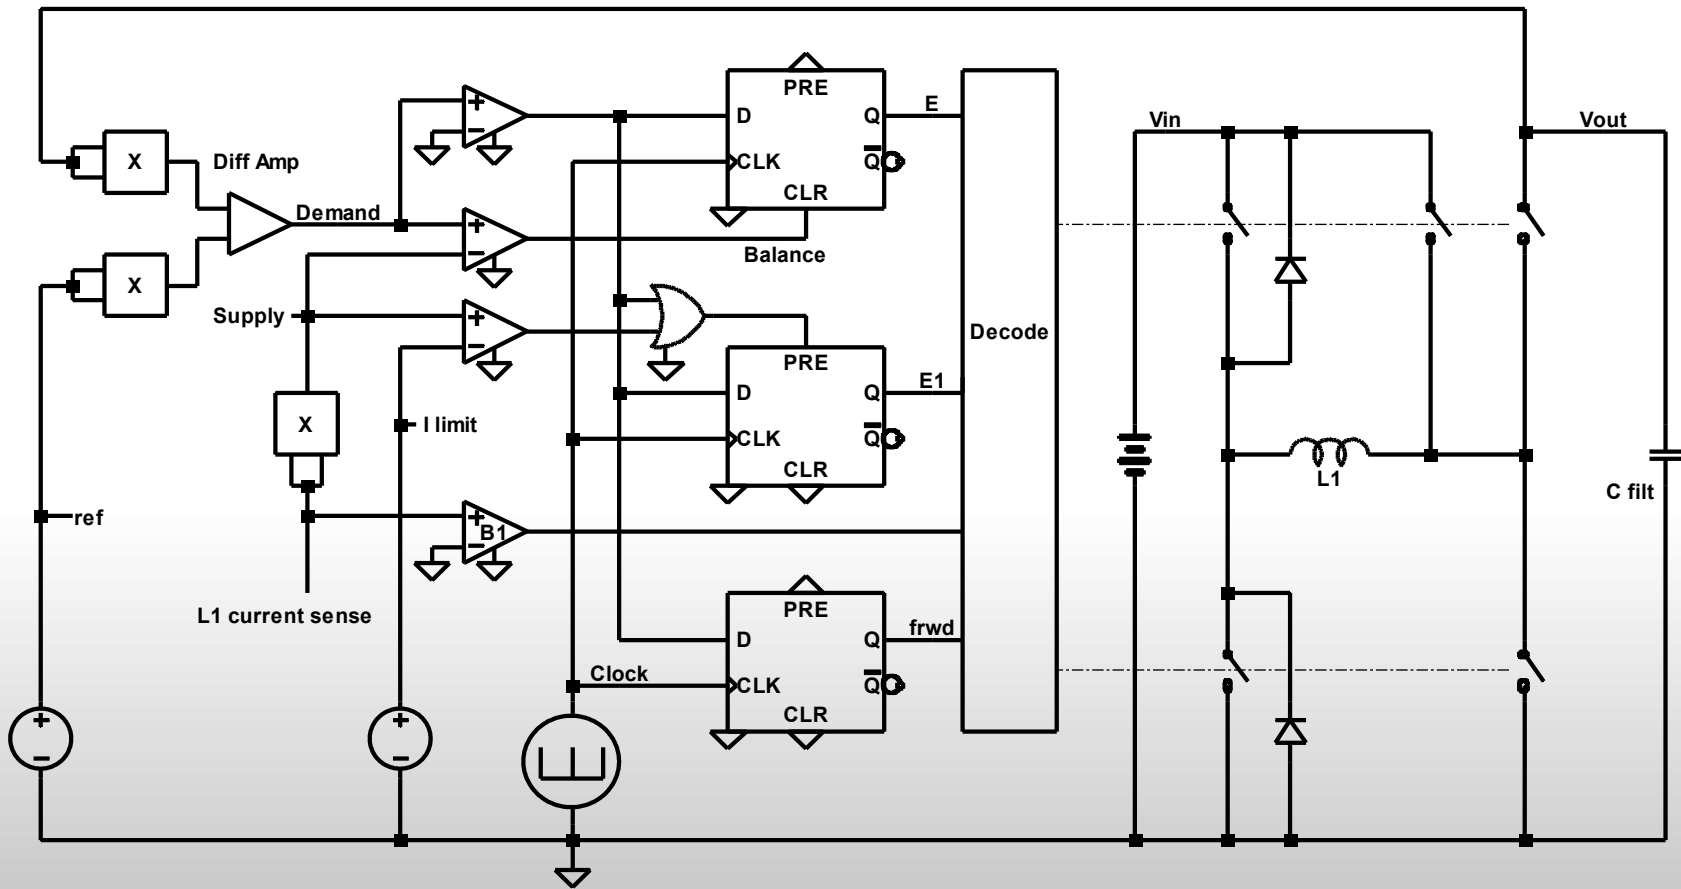 PRE
D
Q
E
CLK
Q
CLR
X
Diff Amp
Demand
Balance
X
Supply
PRE
D
Q
E1
CLK
Q
CLR
X
I limit
ref
B1
L1 current sense
PRE
D
Q
frwd
Clock
CLK
Q
CLR
Decode
Vin
Vout
L1
C filt